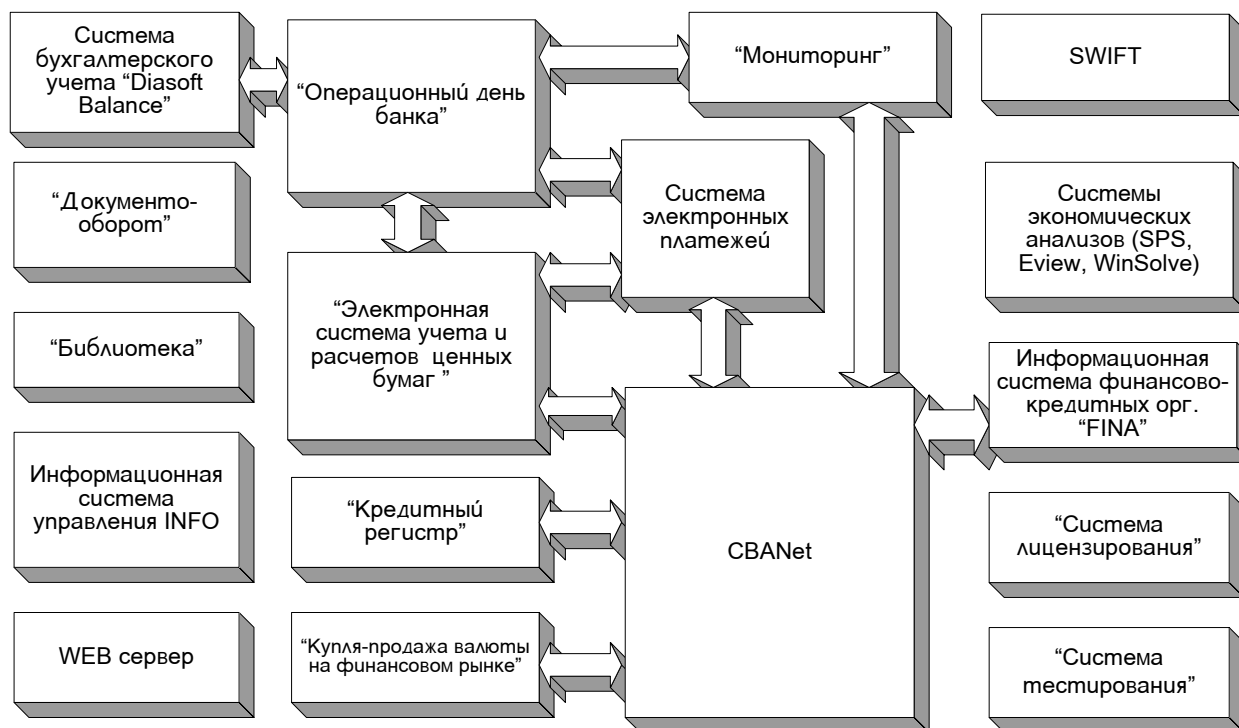 Система
бухгалтерского
учета “Diasoft
Balance”
“Операционный день
банка”
“Мониторинг”
SWIFT
“Документо-
оборот”
Система
электронных
платежей
Системы
экономических
анализов (SPS,
Eview, WinSolve)
“Библиотека”
“Электронная
система учета и
расчетов ценных
бумаг ”
Информационная
система финансово-
кредитных орг.
“FINA”
Информационная
система
управления INFO
“Кредитный
регистр”
CBANet
“Система
лицензирования”
WEB сервер
“Купля-продажа валюты
на финансовом рынке”
“Система
тестирования”